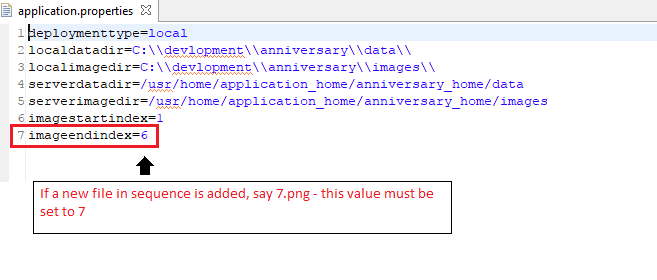 application.properties
1 deploymenttype=local
2 localdatadir=C:\\devlopment\\anniversary\\data\\
3 localimagedir=C:\\devlopment\\anniversary\\images\\
4 serverdatadir=/usr/home/application_home/anniversary_home/data
5 serverimagedir=/usr/home/application_home/anniversary_home/images
6 imagestartindex=1
7 imageendindex=6
If a new file in sequence is added, say 7.png - this value must be
set to 7